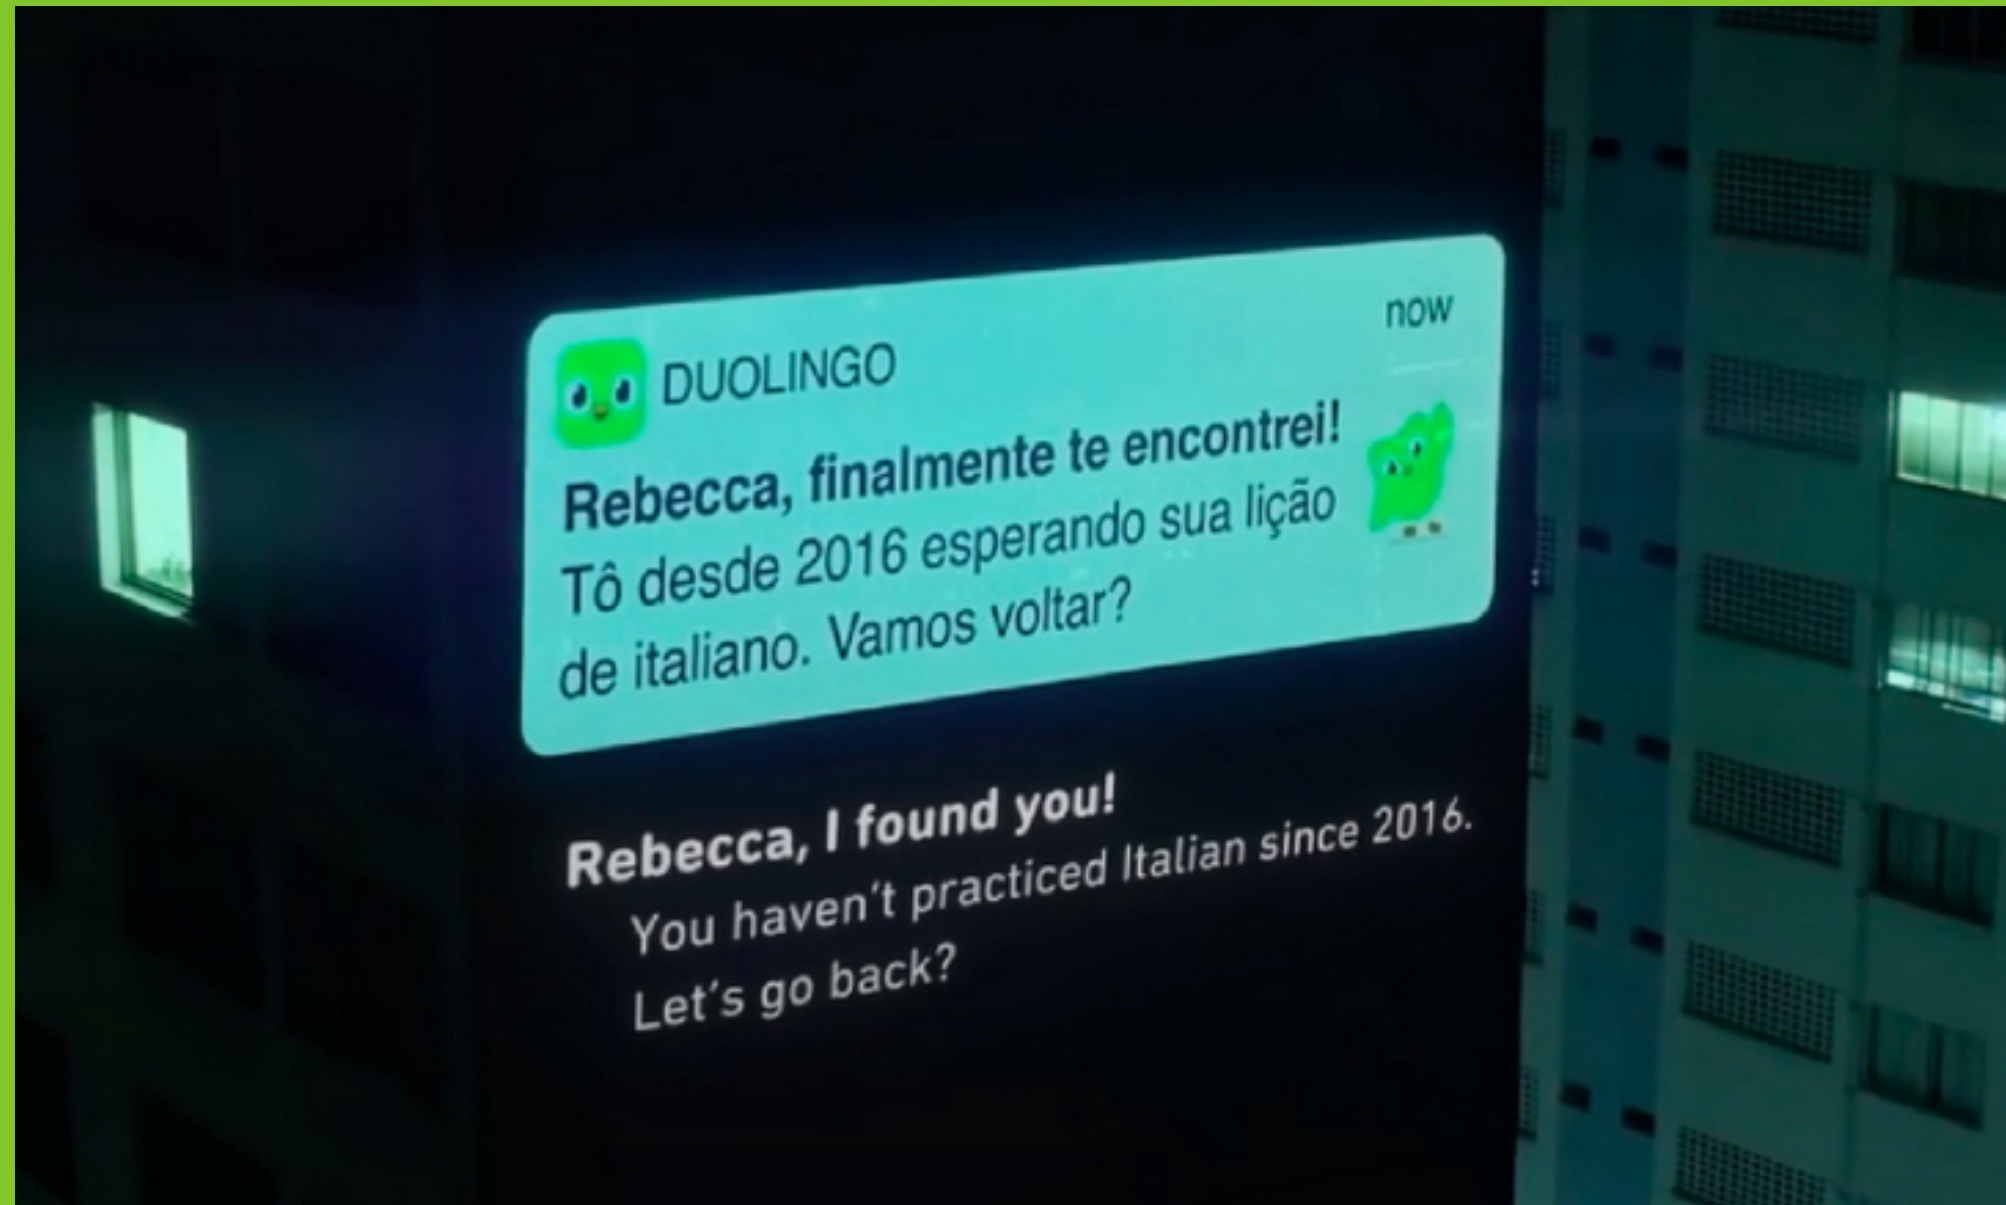 DUOLINGO
now
Rebecca, finalmente te encontrei!
Tô desde 2016 esperando sua lição
de italiano. Vamos voltar?
Rebecca, I found you!
You haven't practiced Italian since 2016.
Let's go back?